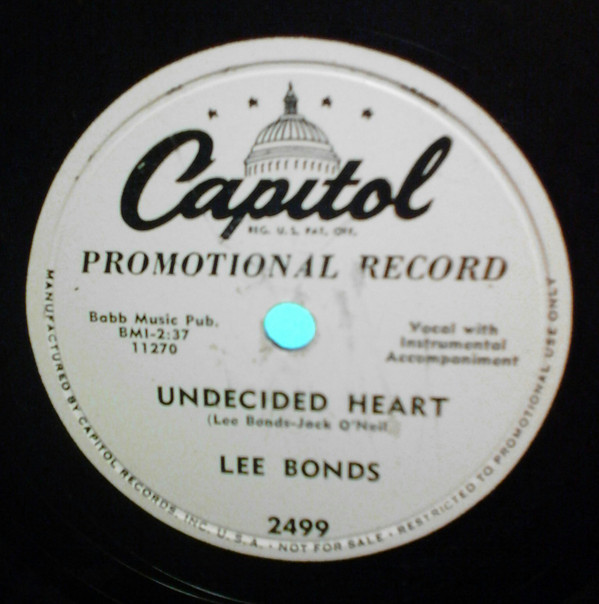 Capitol
REG. U.S. PAT. OFF.
PROMOTIONAL RECORD
Babb Music Pub.
BMI-2:37
11270
Vocal with
Instrumental
Accompaniment
UNDECIDED HEART
(Lee Bonds-Jack O'Neil
LEE BONDS
2499
MANUFACTURED BY CAPITOL RECORDS, INC. U.S.A. - NOT FOR SALE - RESTRICTED TO PROMOTIONAL USE ONLY